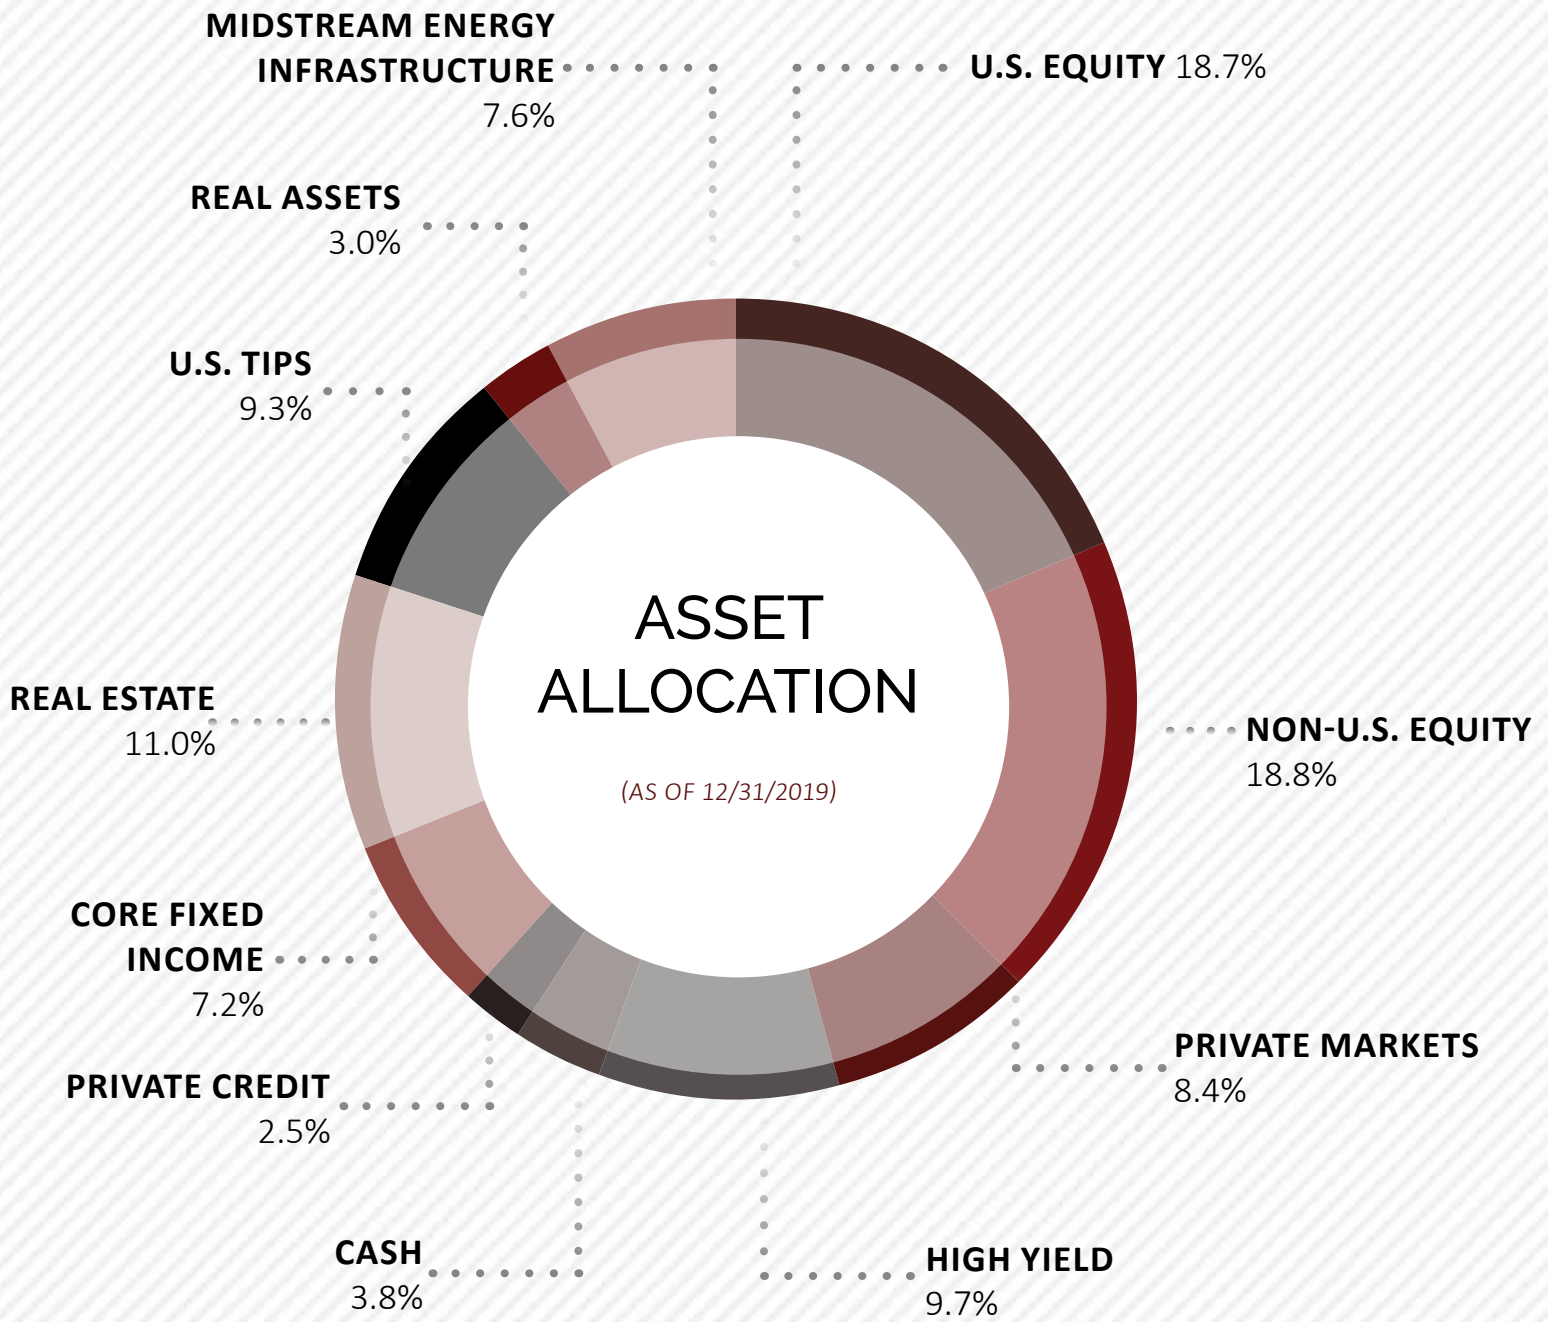 MIDSTREAM ENERGY
INFRASTRUCTURE
7.6%
U.S. EQUITY 18.7%
REAL ASSETS
3.0%
U.S. TIPS
9.3%
ASSET
ALLOCATION
(AS OF 12/31/2019)
REAL ESTATE
11.0%
NON-U.S. EQUITY
18.8%
CORE FIXED
INCOME
7.2%
PRIVATE MARKETS
8.4%
PRIVATE CREDIT
2.5%
CASH
3.8%
HIGH YIELD
9.7%